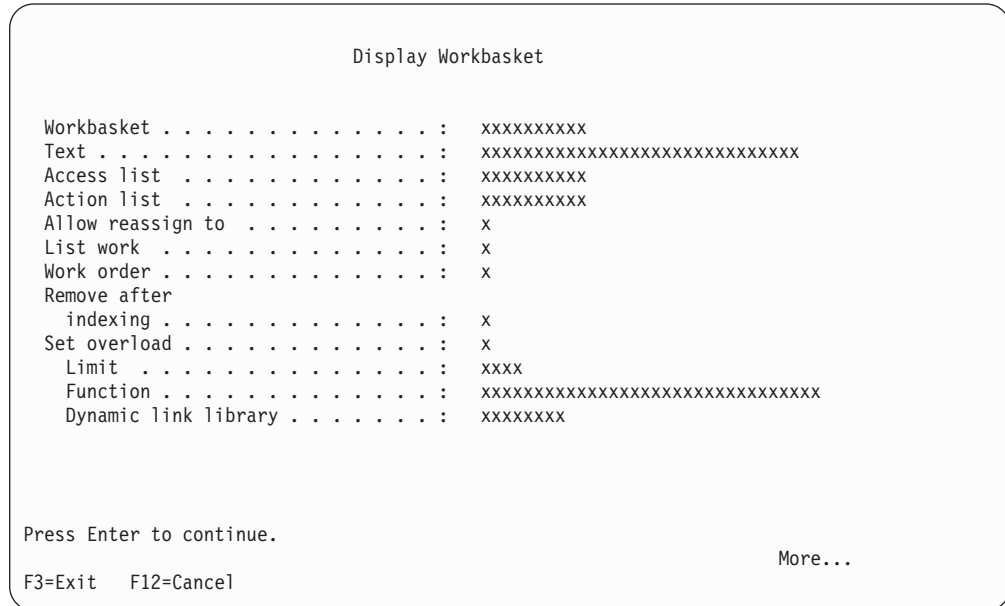 Display Workbasket
Workbasket . . . . . . . . . . . . . : xxxxxxxxxx
Text . . . . . . . . . . . . . . . . : xxxxxxxxxxxxxxxxxxxxxxxxxxxxxx
Access list . . . . . . . . . . . . : xxxxxxxxxx
Action list . . . . . . . . . . . . : xxxxxxxxxx
Allow reassign to . . . . . . . . . : x
List work . . . . . . . . . . . . . : x
Work order . . . . . . . . . . . . . : x
Remove after
indexing . . . . . . . . . . . . . : x
Set overload . . . . . . . . . . . . : x
Limit . . . . . . . . . . . . . . : xxxx
Function . . . . . . . . . . . . . : xxxxxxxxxxxxxxxxxxxxxxxxxxxxxxxx
Dynamic link library . . . . . . . : xxxxxxxx
Press Enter to continue.
More...
F3=Exit F12=Cancel